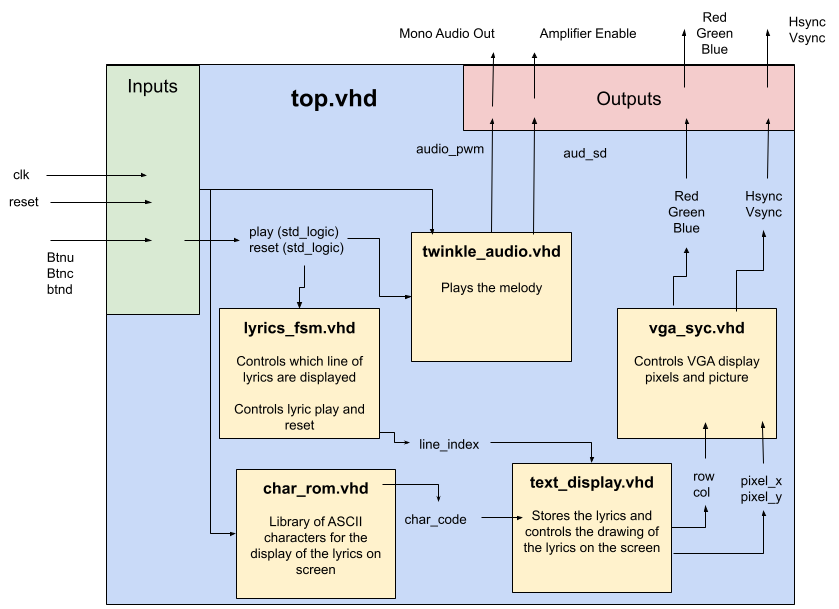 Mono Audio Out
Amplifier Enable
Red
Green
Blue
Hsync
Vsync
Inputs
top.vhd
Outputs
clk
reset
Btnu
Btnc
btnd
audio_pwm
aud_sd
play (std_logic)
reset (std_logic)
Red
Green
Blue
Hsync
Vsync
twinkle_audio.vhd
Plays the melody
lyrics_fsm.vhd
Controls which line of
lyrics are displayed
Controls lyric play and
reset
vga_syc.vhd
Controls VGA display
pixels and picture
line_index
row
col
pixel_x
pixel_y
char_rom.vhd
Library of ASCII
characters for the
display of the lyrics on
screen
char_code
text_display.vhd
Stores the lyrics and
controls the drawing of
the lyrics on the screen